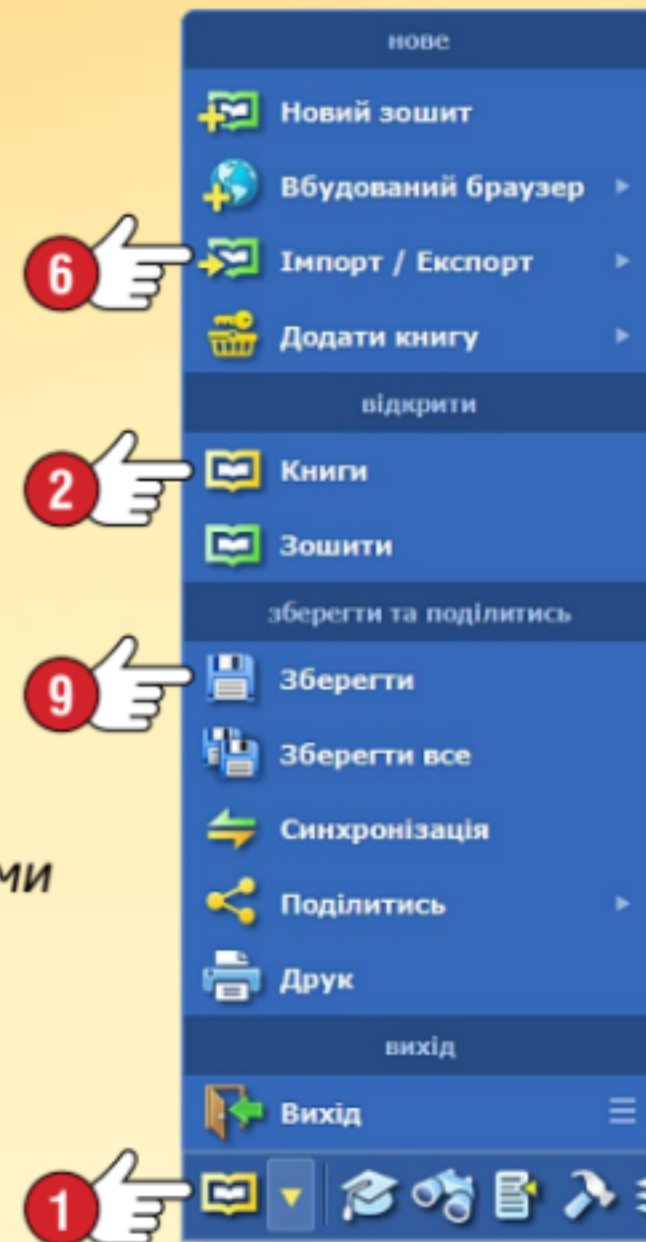 нове
Новий зошит
Вбудований браузер
6 Імпорт / Експорт
Додати книгу
відкрити
2 Книги
Зошити
зберегти та поділитись
9 Зберегти
Зберегти все
Синхронізація
ми
Поділитись
Друк
вихід
Вихід
1